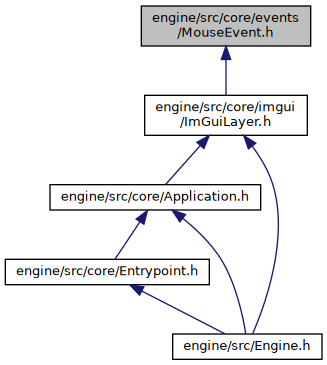 engine/src/core/events
/MouseEvent.h
engine/src/core/imgui
/ImGuiLayer.h
engine/src/core/Application.h
engine/src/core/Entrypoint.h
engine/src/Engine.h